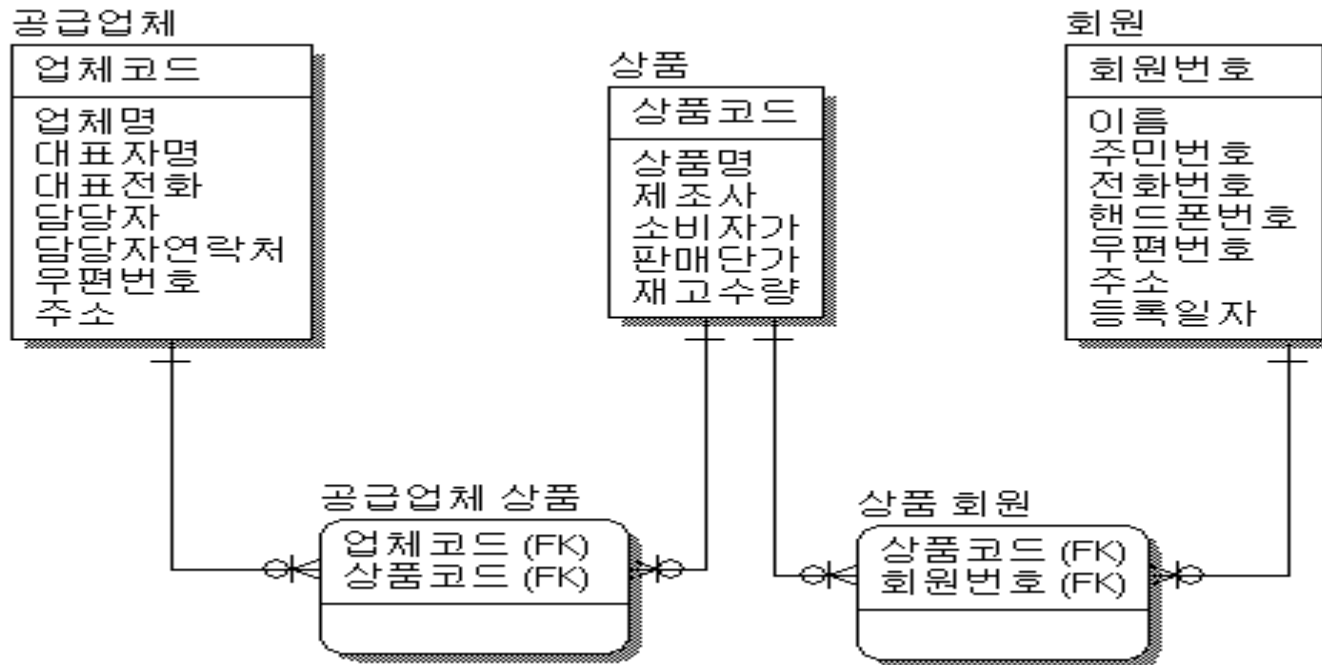 공급업체
업체코드
업체명
대표자명
대표전화
담당자
담당자연락처
우편번호
주소
상품
상품코드
상품명
제조사
소비자가
판매단가
재고수량
회원
회원번호
이름
주민번호
전화번호
핸드폰번호
우편번호
주소
등록일자
공급업체 상품
업체코드 (FK)
상품코드 (FK)
상품 회원
상품코드 (FK)
회원번호 (FK)